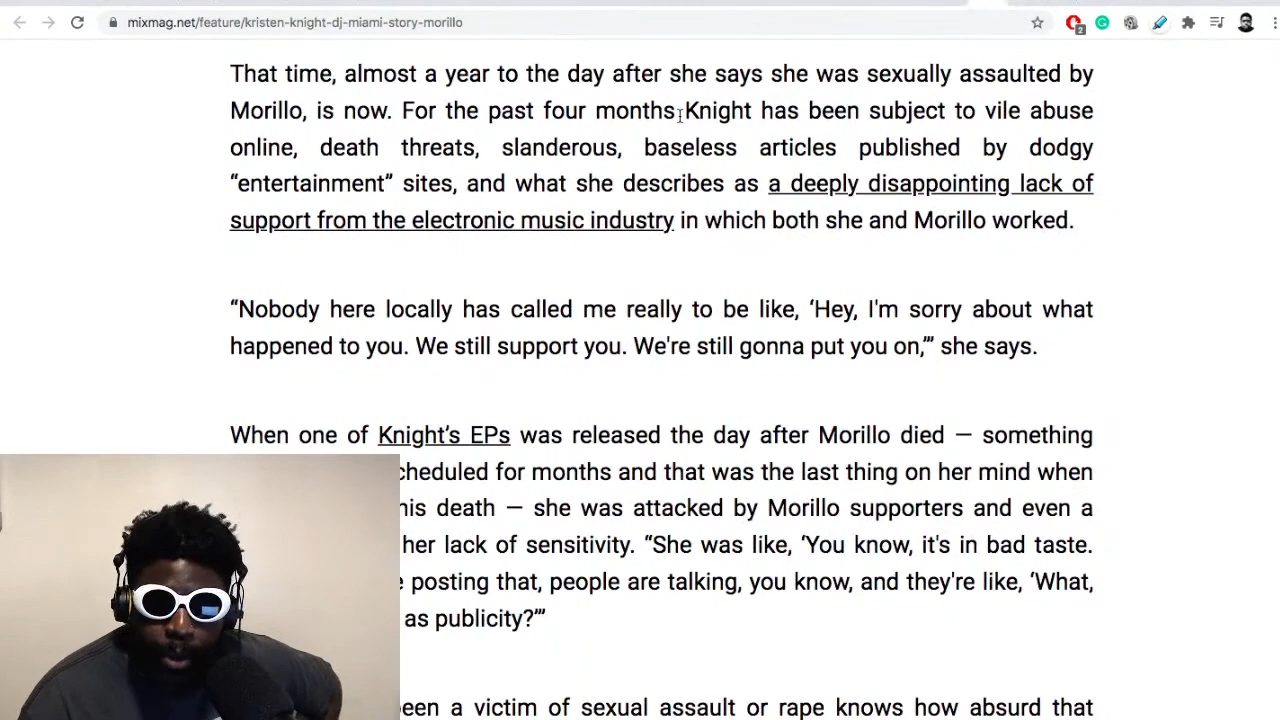 mixmag.net/feature/kristen-knight-dj-miami-story-morillo
2
That time, almost a year to the day after she says she was sexually assaulted by
Morillo, is now. For the past four months Knight has been subject to vile abuse
online, death threats, slanderous, baseless articles published by dodgy
“entertainment” sites, and what she describes as a deeply disappointing lack of
support from the electronic music industry in which both she and Morillo worked.
“Nobody here locally has called me really to be like, ‘Hey, I'm sorry about what
happened to you. We still support you. We're still gonna put you on,’” she says.
When one of Knight’s EPs was released the day after Morillo died — something
cheduled for months and that was the last thing on her mind when
his death — she was attacked by Morillo supporters and even a
her lack of sensitivity. “She was like, ‘You know, it's in bad taste.
posting that, people are talking, you know, and they're like, ‘What,
as publicity?’”
een a victim of sexual assault or rape knows how absurd that